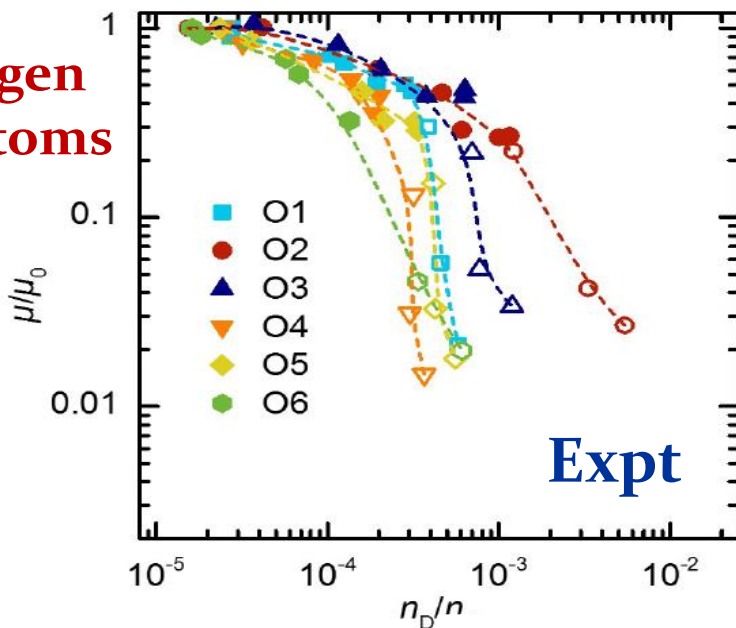 gen
toms
1
0.1
0.01
μ/μ₀
O1
O2
O3
O4
O5
O6
Expt
10⁻⁵
10⁻⁴
10⁻³
10⁻²
n_D/n